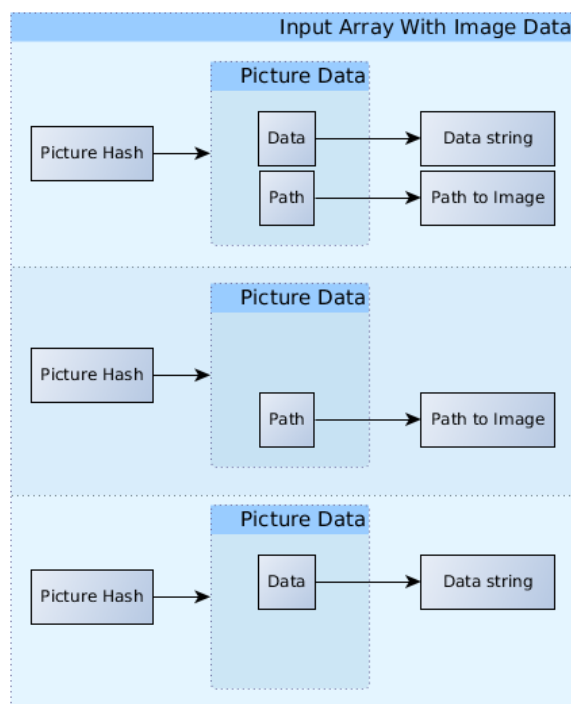 Input Array With Image Data
Picture Data
Data
Data string
Picture Hash
Path
Path to Image
Picture Data
Picture Hash
Path
Path to Image
Picture Data
Data
Data string
Picture Hash